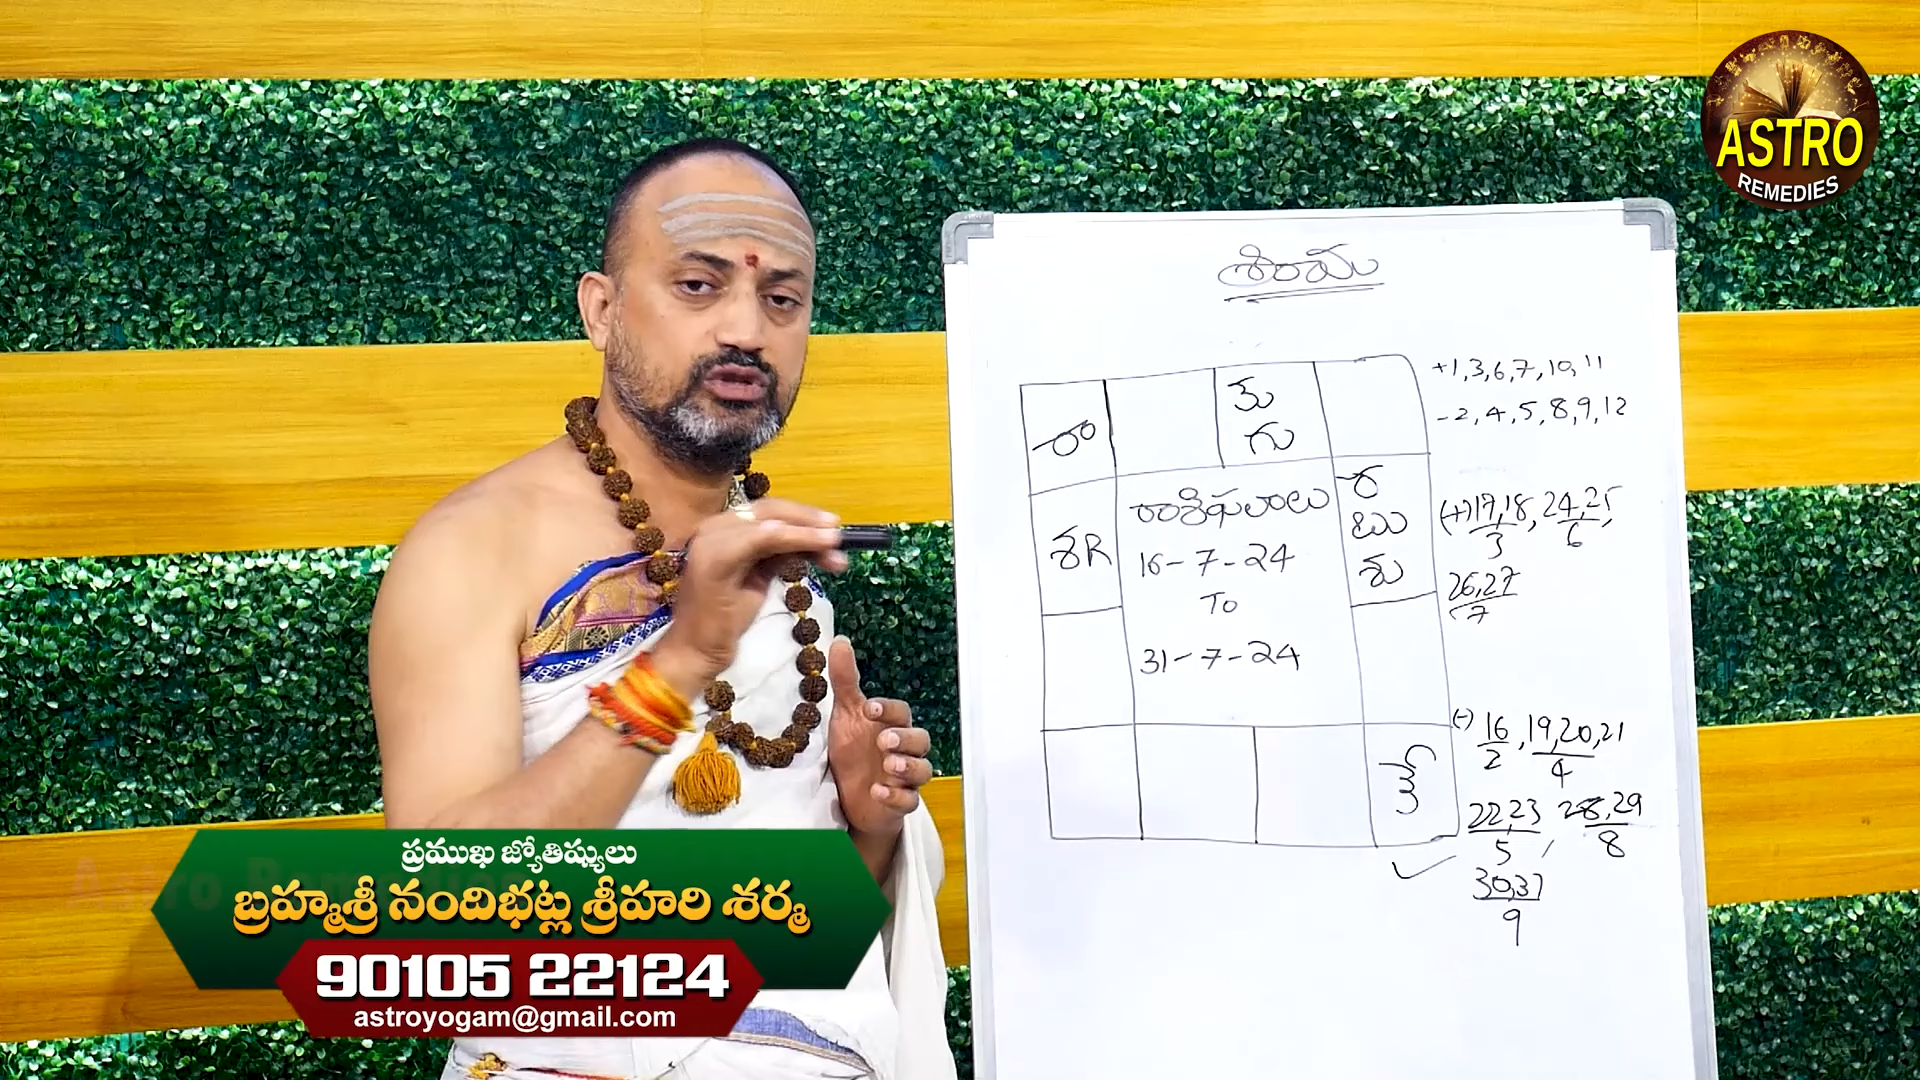 ASTRO
REMEDIES
శ్రీరామ
రా
కు
గు
+1,3,6,7,10,11
-2,4,5,8,9,12
ర
బు
శు
శR
రాశిఫలాలు
16-7-24
To
31-7-24
(+)17,18, 24,25,
3 6
26,27
7
కే
(-) 16, 19,20,21
2 4
22,23, 28,29
5 8
30,31
9
ప్రముఖ జ్యోతిష్యులు
బ్రహ్మశ్రీ నందిభట్ల శ్రీహరి శర్మ
90105 22124
astroyogam@gmail.com